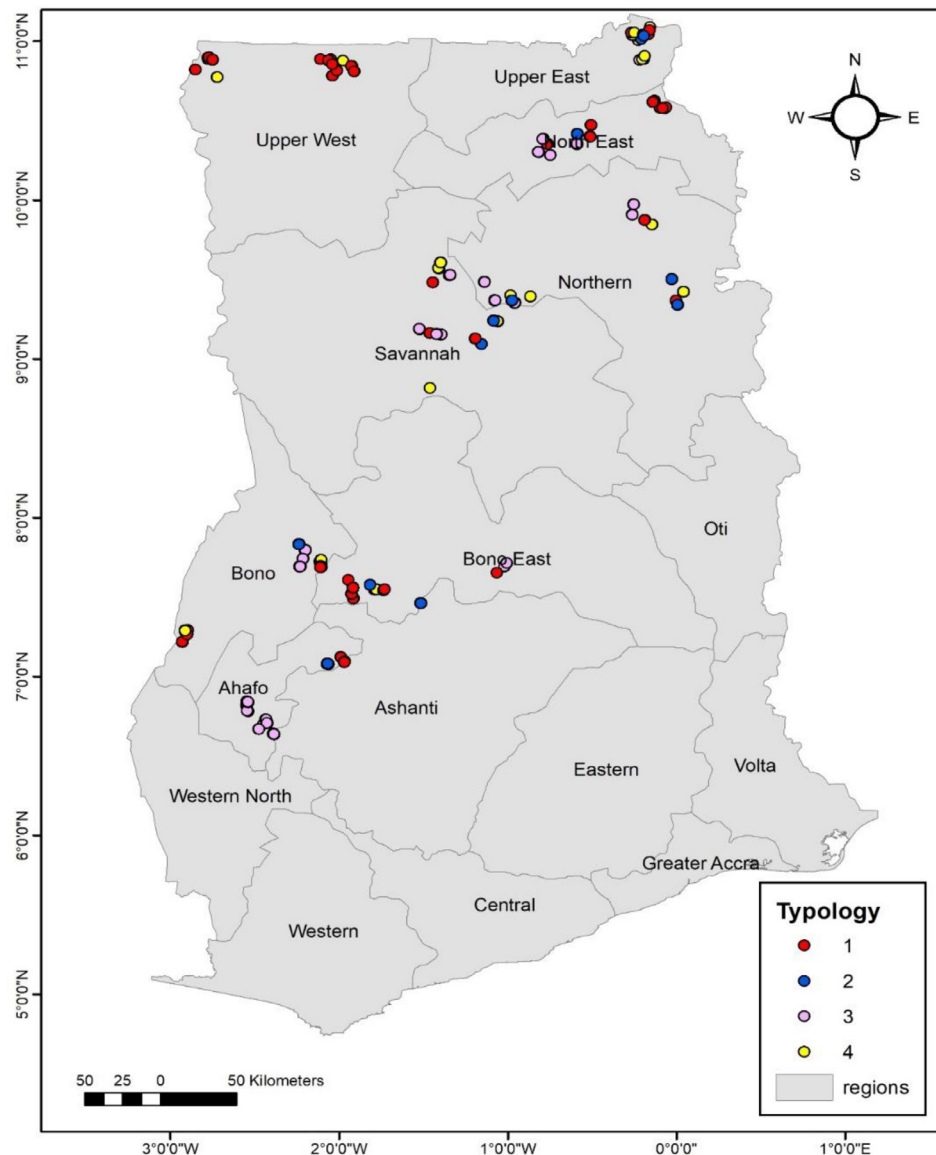 11°0'0"N
10°0'0"N
9°0'0"N
8°0'0"N
7°0'0"N
6°0'0"N
5°0'0"N
N
W E
S
Upper East
Upper West
North East
Northern
Savannah
Oti
Bono East
Bono
Ahafo
Ashanti
Eastern
Volta
Western North
Greater Accra
Central
Western
Typology
1
2
3
4
regions
50 25 0 50 Kilometers
3°0'0"W 2°0'0"W 1°0'0"W 0°0'0" 1°0'0"E